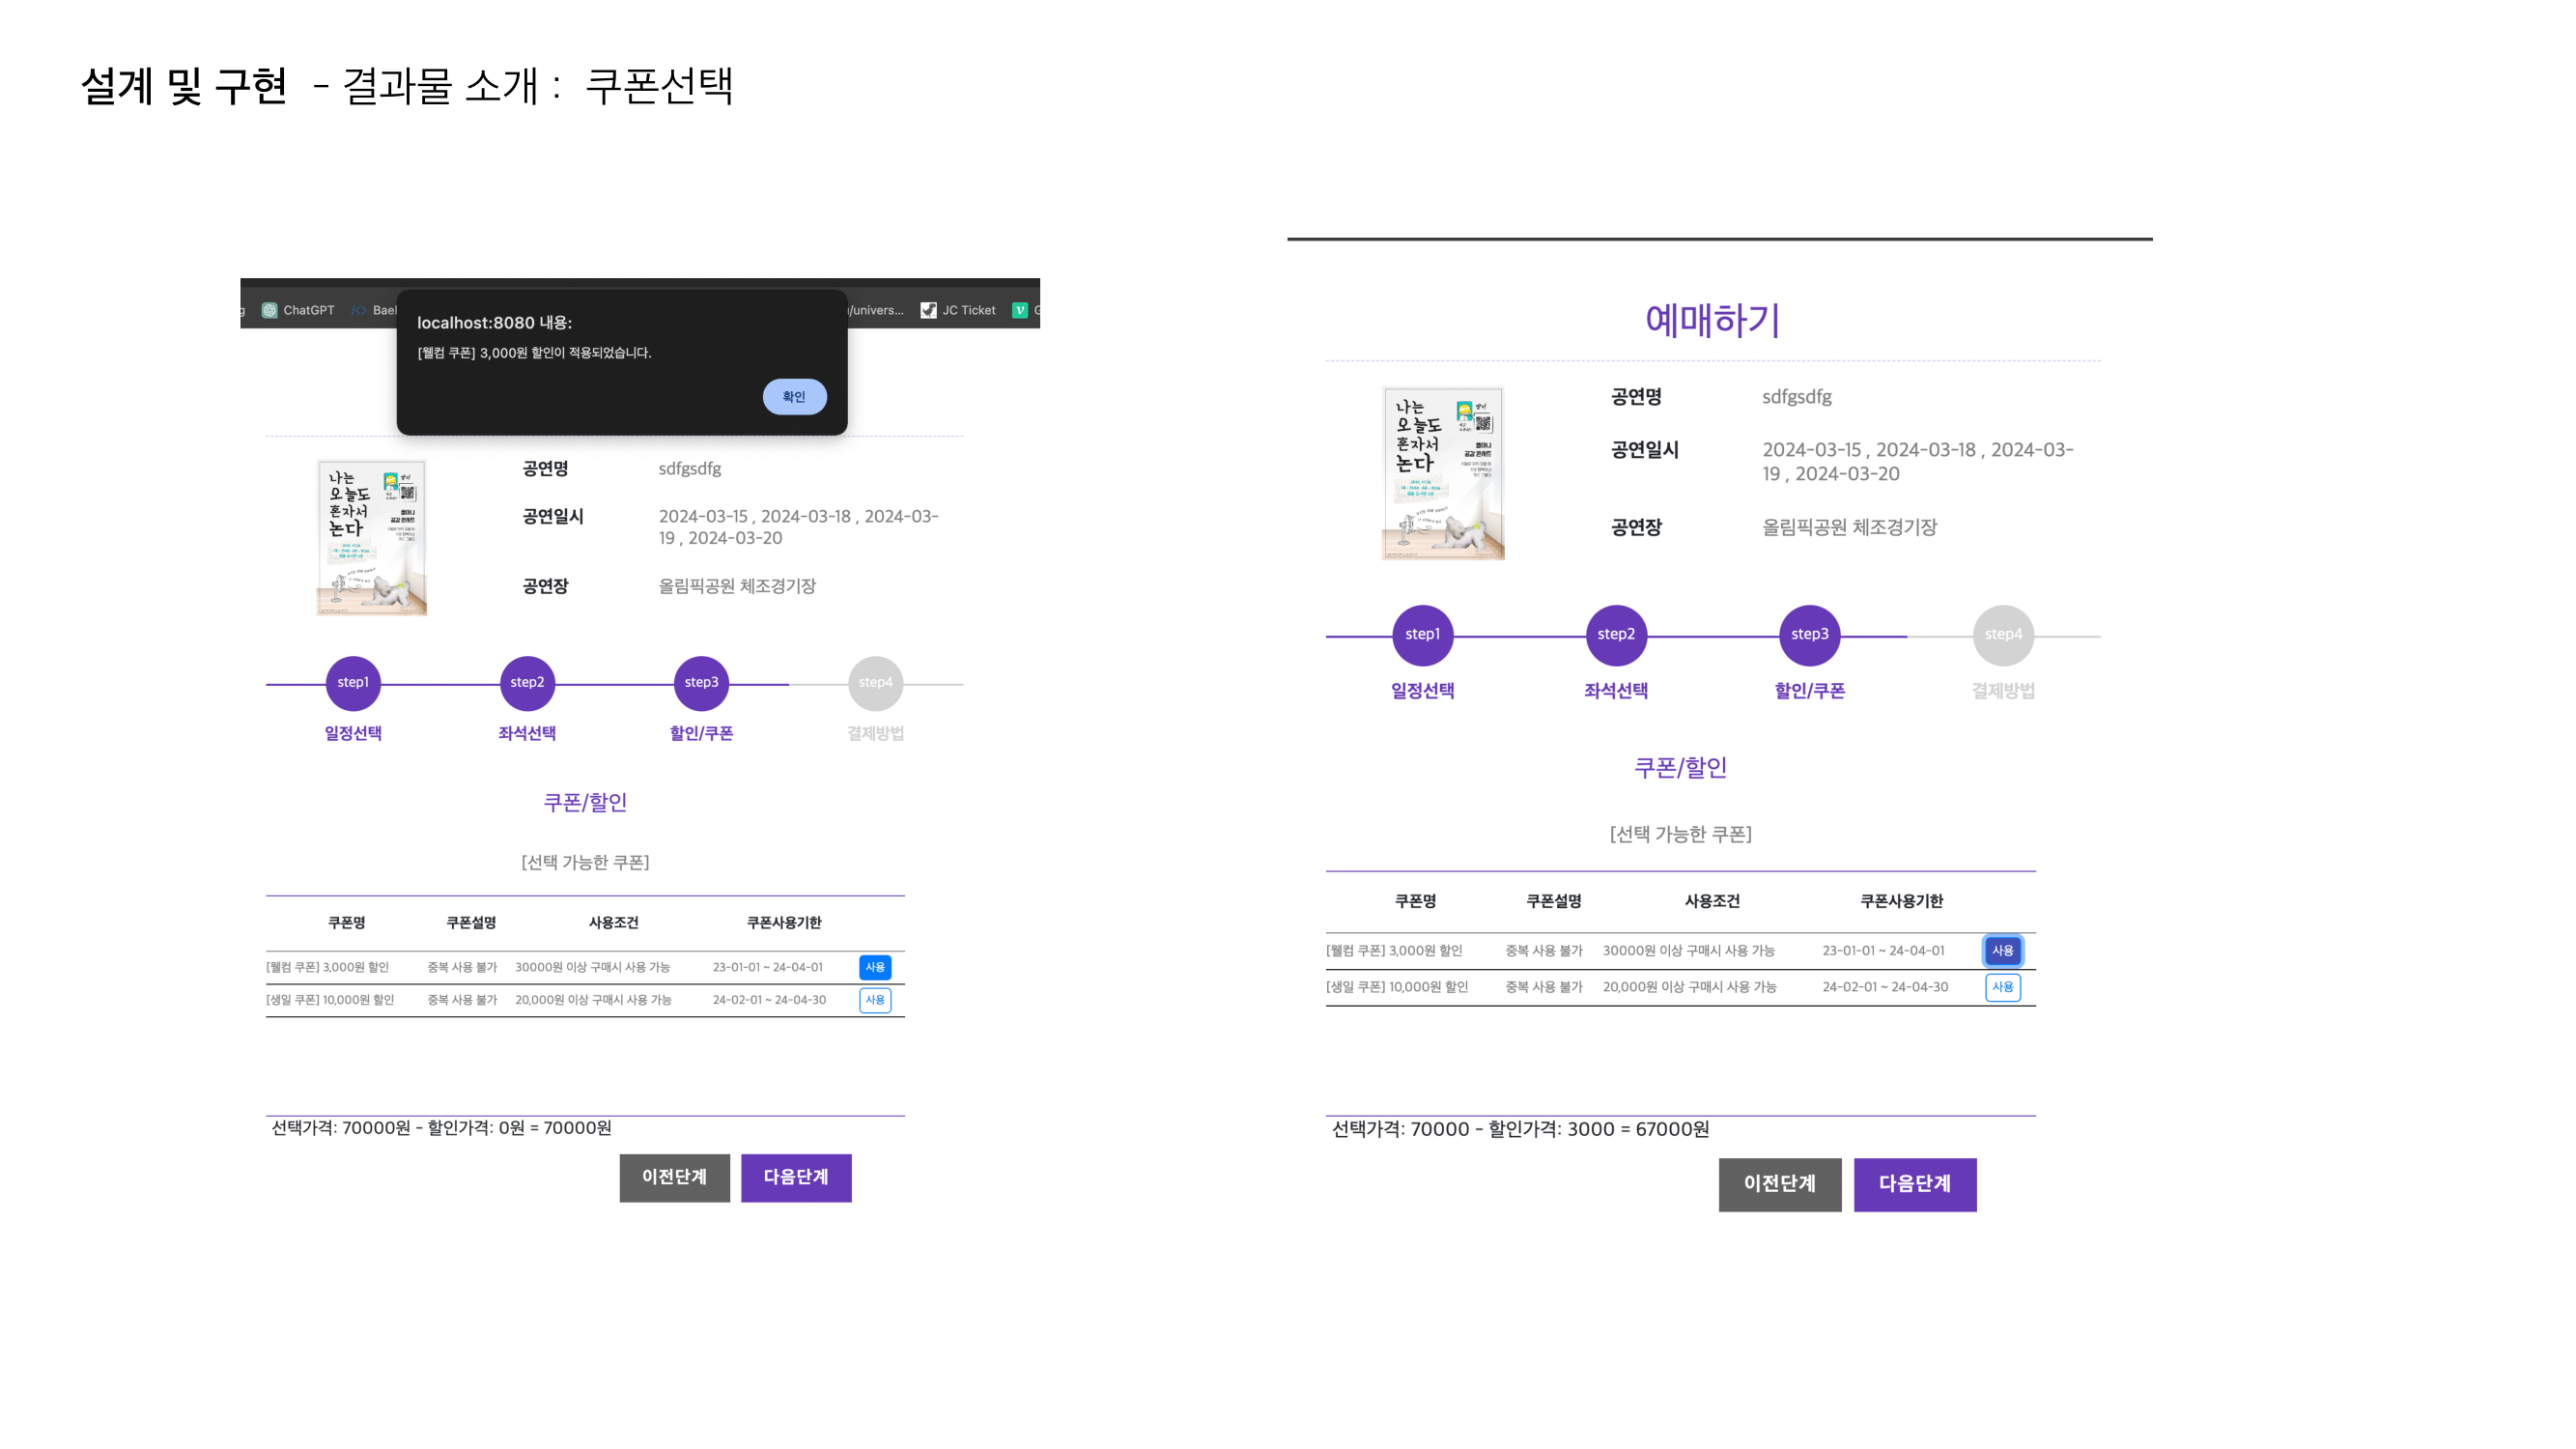 설계 및 구현 - 결과물 소개 : 쿠폰선택
ChatGPT
Bael
/univers...
JC Ticket
localhost:8080 내용:
[웰컴 쿠폰] 3,000원 할인이 적용되었습니다.
확인
나는
오늘도
혼자서
논다
공연명 sdfgsdfg
공연일시 2024-03-15 , 2024-03-18 , 2024-03-
19 , 2024-03-20
공연장 올림픽공원 체조경기장
step1 step2 step3 step4
일정선택 좌석선택 할인/쿠폰 결제방법
쿠폰/할인
[선택 가능한 쿠폰]
쿠폰명 쿠폰설명 사용조건 쿠폰사용기한
[웰컴 쿠폰] 3,000원 할인 중복 사용 불가 30000원 이상 구매시 사용 가능 23-01-01 ~ 24-04-01 사용
[생일 쿠폰] 10,000원 할인 중복 사용 불가 20,000원 이상 구매시 사용 가능 24-02-01 ~ 24-04-30 사용
선택가격: 70000원 - 할인가격: 0원 = 70000원
이전단계 다음단계
예매하기
나는
오늘도
혼자서
논다
공연명 sdfgsdfg
공연일시 2024-03-15 , 2024-03-18 , 2024-03-
19 , 2024-03-20
공연장 올림픽공원 체조경기장
step1 step2 step3 step4
일정선택 좌석선택 할인/쿠폰 결제방법
쿠폰/할인
[선택 가능한 쿠폰]
쿠폰명 쿠폰설명 사용조건 쿠폰사용기한
[웰컴 쿠폰] 3,000원 할인 중복 사용 불가 30000원 이상 구매시 사용 가능 23-01-01 ~ 24-04-01 사용
[생일 쿠폰] 10,000원 할인 중복 사용 불가 20,000원 이상 구매시 사용 가능 24-02-01 ~ 24-04-30 사용
선택가격: 70000 - 할인가격: 3000 = 67000원
이전단계 다음단계